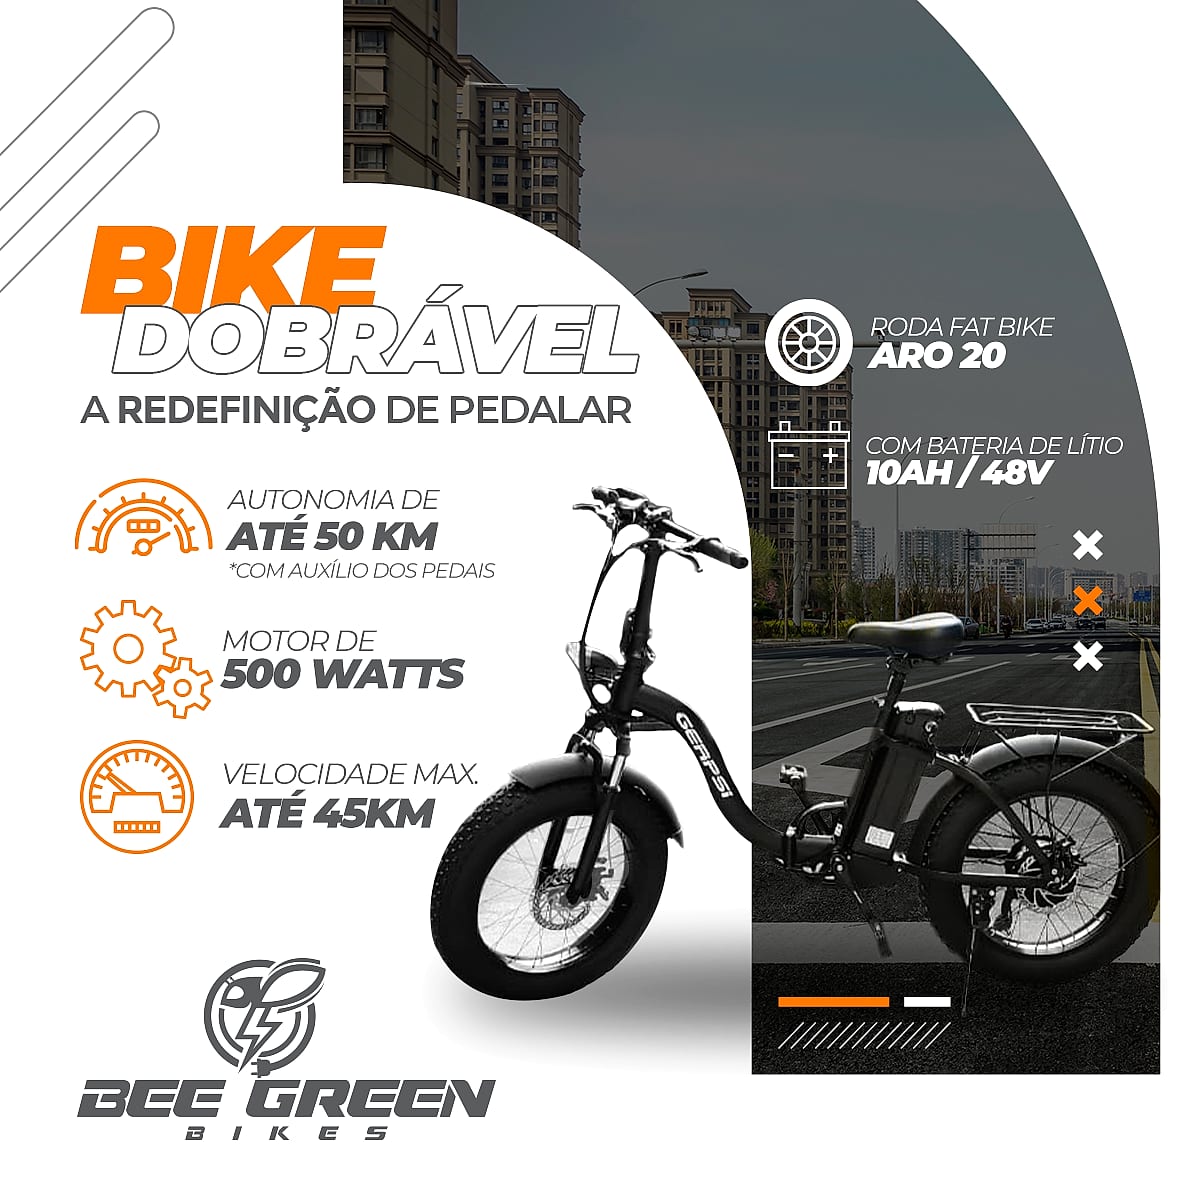 BIKE
DOBRÁVEL
A REDEFINIÇÃO DE PEDALAR
AUTONOMIA DE
ATÉ 50 KM
*COM AUXÍLIO DOS PEDAIS
MOTOR DE
500 WATTS
VELOCIDADE MAX.
ATÉ 45KM
RODA FAT BIKE
ARO 20
COM BATERIA DE LÍTIO
10AH / 48V
GEAPSI
BEE GREEN
BIKES